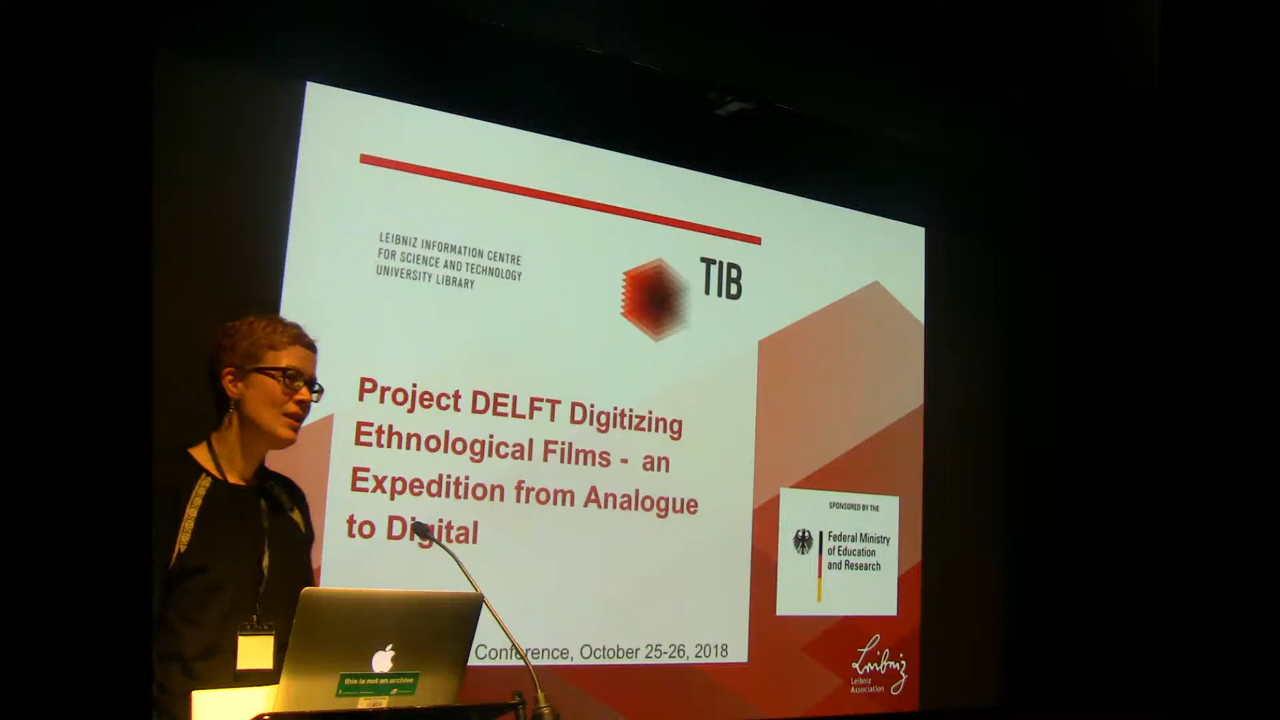 LEIBNIZ INFORMATION CENTRE
FOR SCIENCE AND TECHNOLOGY
UNIVERSITY LIBRARY
TIB
Project DELFT Digitizing
Ethnological Films - an
Expedition from Analogue
to Digital
SPONSORED BY THE
Federal Ministry
of Education
and Research
Conference, October 25-26, 2018
Leibniz
Leibniz
Association
this is not an archive